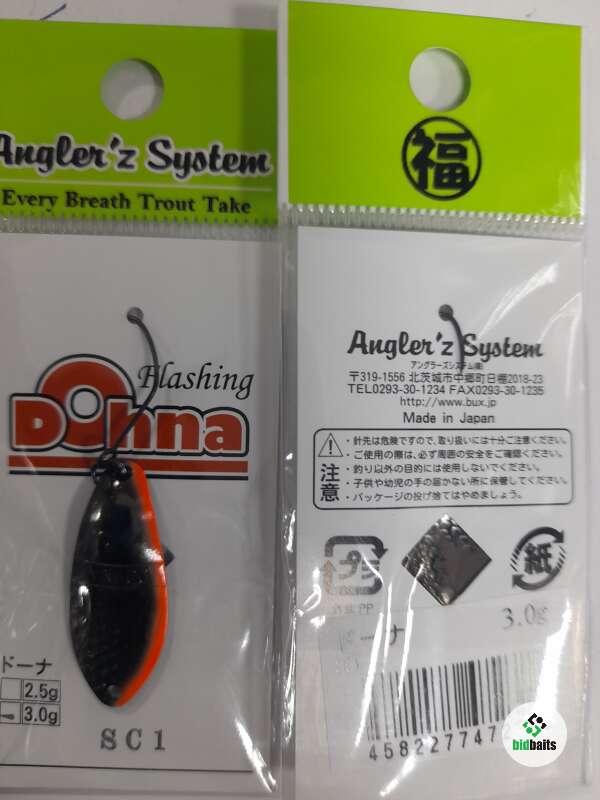 Angler'z System
Every Breath Trout Take
Flashing
Dohna
ドーナ
2.5g
3.0g
SC1
福
Angler'z System
アングラーズシステム㈱
〒319-1556 北茨城市中郷町日棚2018-23
TEL0293-30-1234 FAX0293-30-1235
http://www.bux.jp/
Made in Japan
注意
・針先は危険ですので、取り扱いには十分ご注意ください。
・ご使用の際は、必ず周囲の安全をご確認ください。
・釣り以外の目的には使用しないでください。
・子供や幼児の手の届かない所に保管してください。
・パッケージの投げ捨てはやめましょう。
プラ
紙
PP
ドーナ
3.0g
458227747
bidbaits